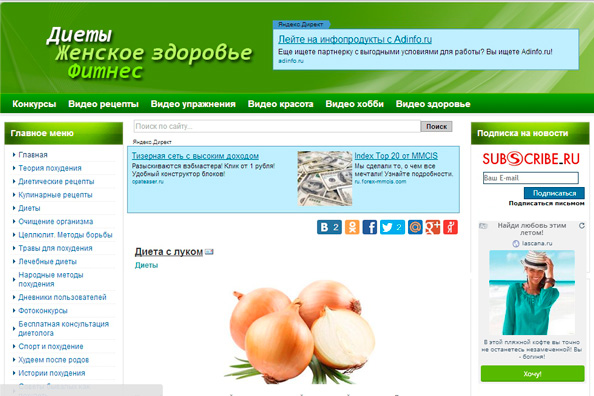 Диеты
Женское здоровье
Фитнес
Яндекс.Директ
Лейте на инфопродукты с Adinfo.ru
Еще ищете партнерку с выгодными условиями для работы? Вы ищете Adinfo.ru!
adinfo.ru
Конкурсы Видео рецепты Видео упражнения Видео красота Видео хобби Видео здоровье
Главное меню
Главная
Теория похудения
Диетические рецепты
Кулинарные рецепты
Диеты
Очищение организма
Целлюлит. Методы борьбы
Травы для похудения
Лечебные диеты
Народные методы
похудения
Дневники пользователей
Фотоконкурсы
Бесплатная консультация
диетолога
Спорт и похудение
Худеем после родов
Истории похудения
Поиск по сайту...
Поиск
Яндекс.Директ
Тизерная сеть с высоким доходом
Разыскиваются вэбмастера! Клик от 1 рубля!
Удобный конструктор блоков!
Index Top 20 от MMCIS
Мы сделали то, о чем все
мечтали! Узнайте подробности.
ru.forex-mmcis.com
B 2
2
Диета с луком
Диеты
Подписка на новости
SUBSCRIBE.RU
Ваш E-mail
Подписаться
Подписаться письмом
Найди любовь этим
летом!
lascana.ru
В этой пляжной кофте вы точно
не останетесь незамеченной! Вы -
богиня!
Хочу!